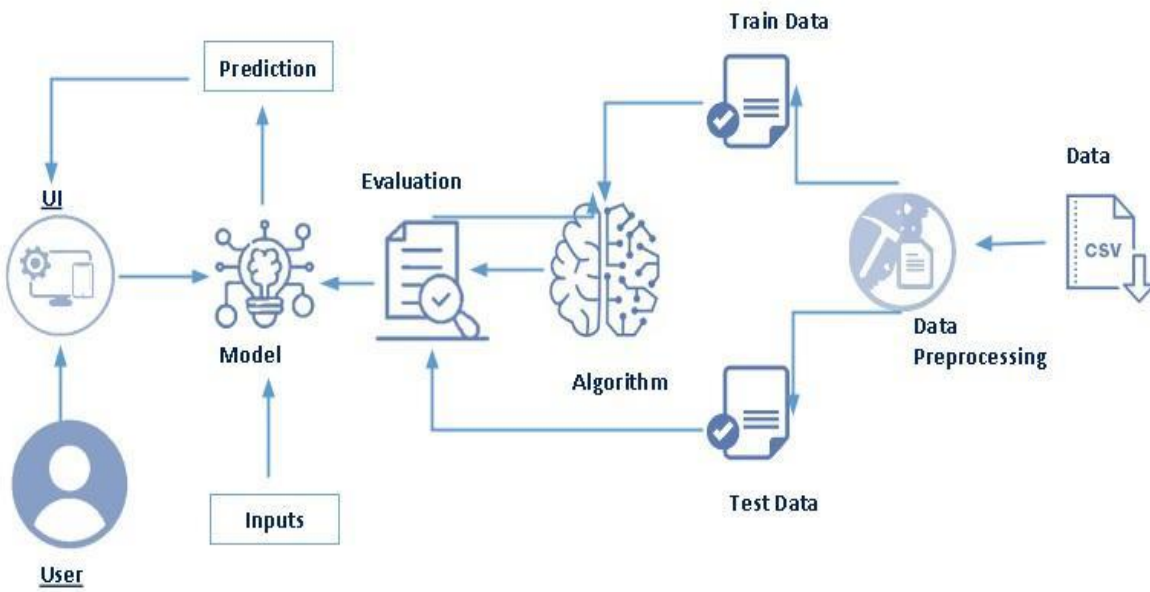 Train Data
Prediction
Data
Evaluation
UI
CSV
Data
Preprocessing
Model
Algorithm
Test Data
Inputs
User